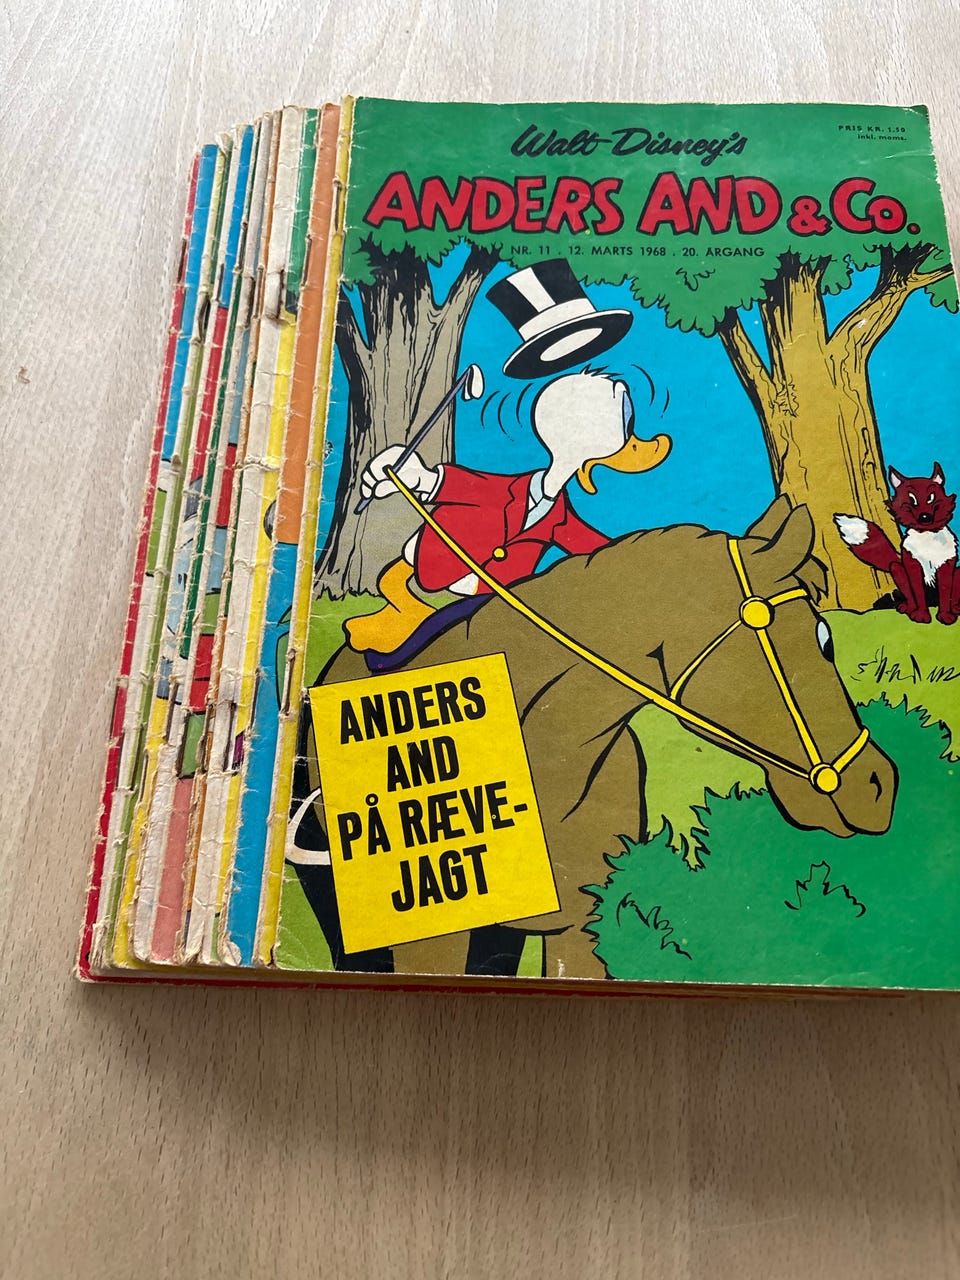 PRIS KR. 1.50
inkl. moms.
Walt Disney's
ANDERS AND & Co.
NR. 11 . 12. MARTS 1968 . 20. ÅRGANG
ANDERS
AND
PÅ RÆVE-
JAGT